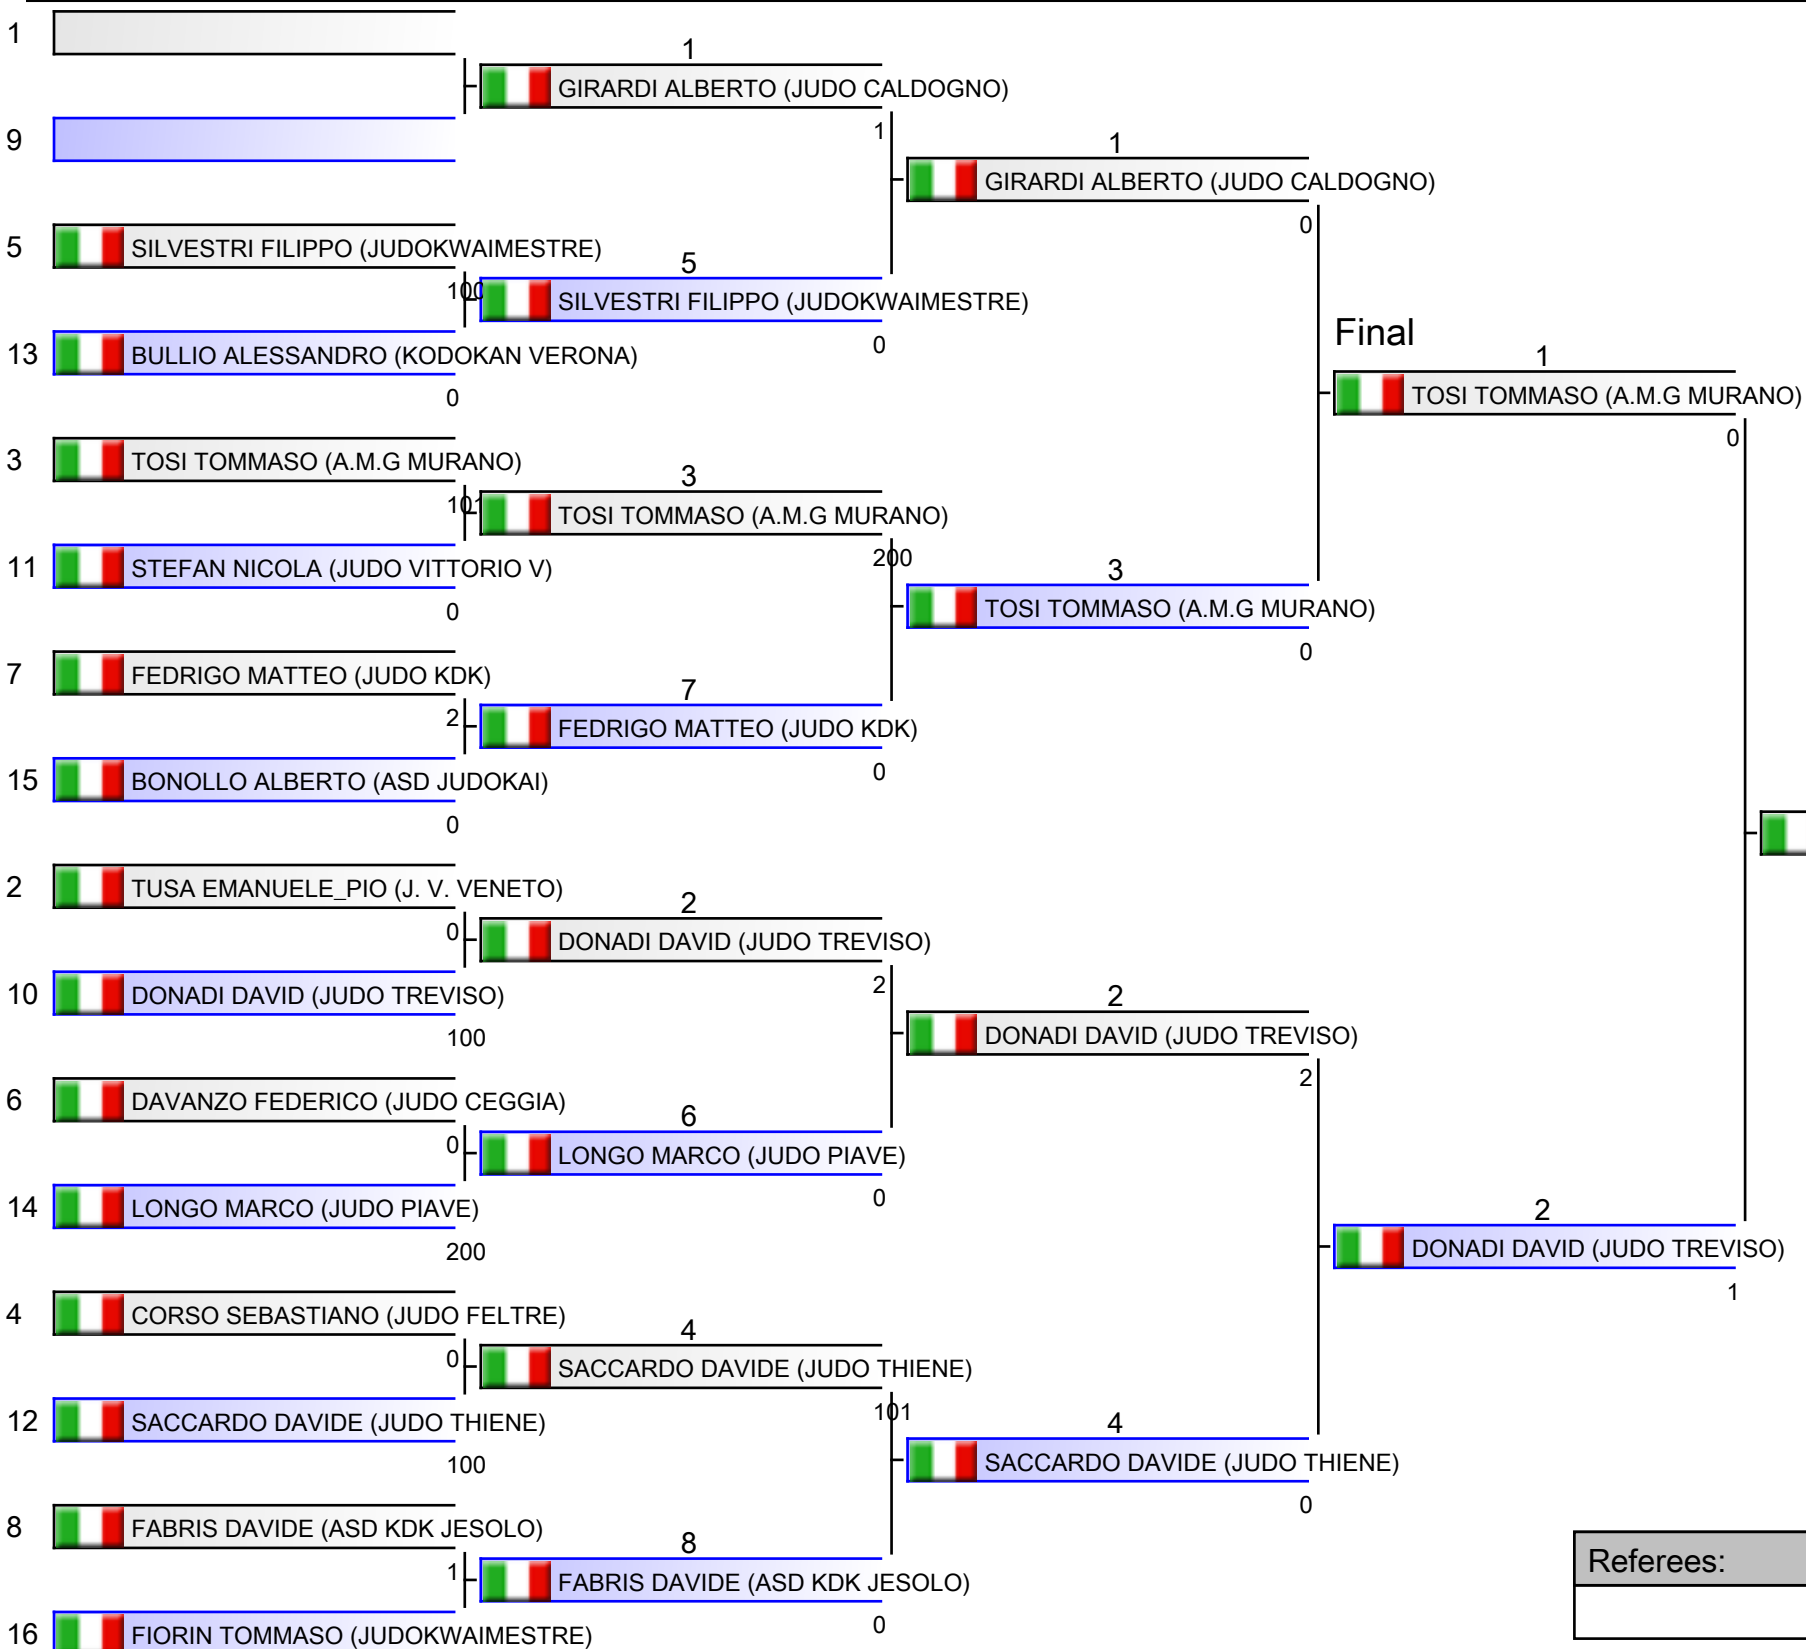 1
1
GIRARDI ALBERTO (JUDO CALDOGNO)
1
9
1
GIRARDI ALBERTO (JUDO CALDOGNO)
0
5 SILVESTRI FILIPPO (JUDOKWAIMESTRE)
100
5
SILVESTRI FILIPPO (JUDOKWAIMESTRE)
0
13 BULLIO ALESSANDRO (KODOKAN VERONA)
0
Final
1
TOSI TOMMASO (A.M.G MURANO)
0
3 TOSI TOMMASO (A.M.G MURANO)
101
3
TOSI TOMMASO (A.M.G MURANO)
200
11 STEFAN NICOLA (JUDO VITTORIO V)
0
3
TOSI TOMMASO (A.M.G MURANO)
0
7 FEDRIGO MATTEO (JUDO KDK)
2
7
FEDRIGO MATTEO (JUDO KDK)
0
15 BONOLLO ALBERTO (ASD JUDOKAI)
0
2 TUSA EMANUELE_PIO (J. V. VENETO)
0
2
DONADI DAVID (JUDO TREVISO)
2
10 DONADI DAVID (JUDO TREVISO)
100
2
DONADI DAVID (JUDO TREVISO)
2
6 DAVANZO FEDERICO (JUDO CEGGIA)
0
6
LONGO MARCO (JUDO PIAVE)
0
14 LONGO MARCO (JUDO PIAVE)
200
2
DONADI DAVID (JUDO TREVISO)
1
4 CORSO SEBASTIANO (JUDO FELTRE)
0
4
SACCARDO DAVIDE (JUDO THIENE)
101
12 SACCARDO DAVIDE (JUDO THIENE)
100
4
SACCARDO DAVIDE (JUDO THIENE)
0
8 FABRIS DAVIDE (ASD KDK JESOLO)
1
8
FABRIS DAVIDE (ASD KDK JESOLO)
0
16 FIORIN TOMMASO (JUDOKWAIMESTRE)
Referees: